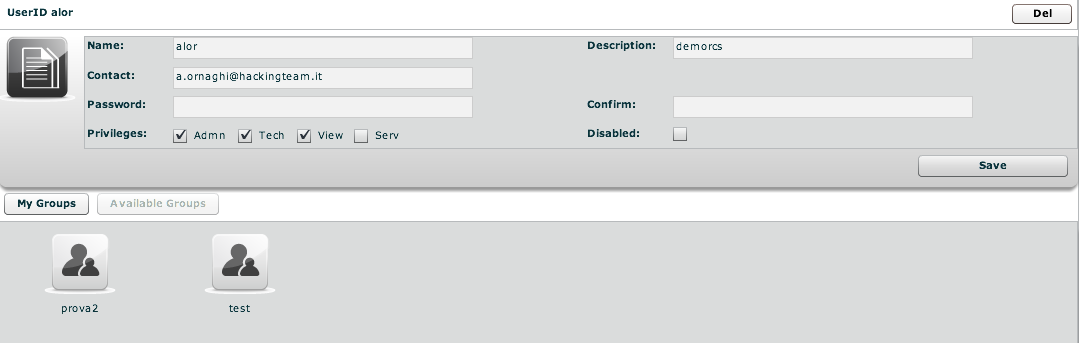 UserID alor Del
Name: alor Description: demorcs
Contact: a.ornaghi@hackingteam.it
Password: Confirm:
Privileges: Admn Tech View Serv Disabled:
Save
My Groups Available Groups
prova2 test